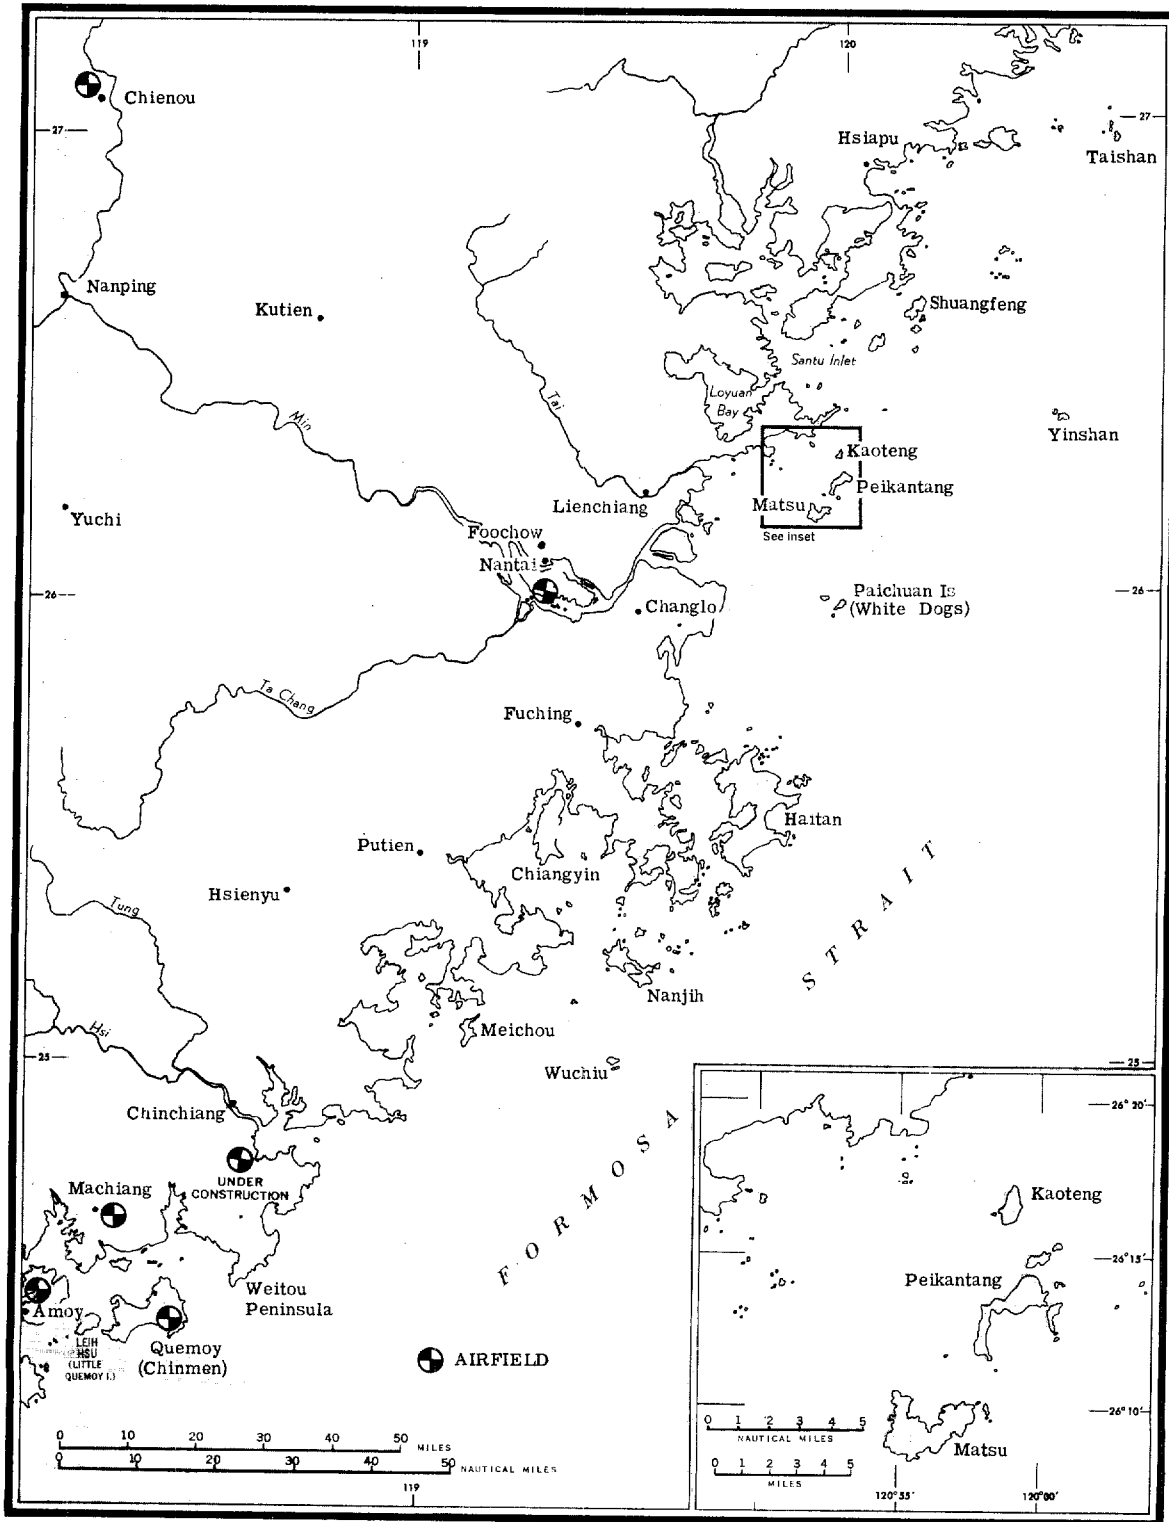 119
120
Chienou
27
27
Hsiapu
Taishan
Nanping
Kutien
Shuangfeng
Santu Inlet
Tai
Loyuan
Bay
Min
Yinshan
Kaoteng
Peikantang
Lienchiang
Matsu
Yuchi
See inset
Foochow
Nantai
26
26
Paichuan Is
(White Dogs)
Changlo
Ta Chang
Fuching
Haitan
Putien
Chiangyin
Hsienyu
Tung
FORMOSA STRAIT
Nanjih
Meichou
Hsi
25
25
Wuchiu
Chinchiang
UNDER
CONSTRUCTION
Machiang
Weitou
Peninsula
Amoy
LEIH
HSU
(LITTLE
QUEMOY I.)
Quemoy
(Chinmen)
AIRFIELD
0 10 20 30 40 50 MILES
0 10 20 30 40 50 NAUTICAL MILES
119
26° 20'
Kaoteng
26° 15'
Peikantang
26° 10'
Matsu
0 1 2 3 4 5
NAUTICAL MILES
0 1 2 3 4 5
MILES
120°35'
120°00'